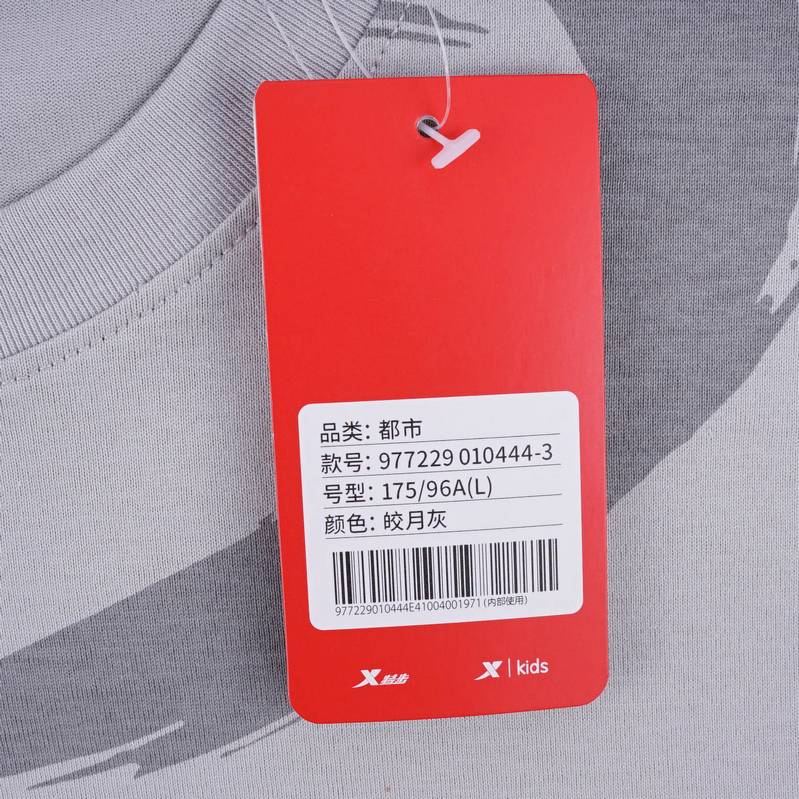 品类: 都市
款号: 977229 010444-3
号型: 175/96A(L)
颜色: 皎月灰
977229010444E41004001971 (内部使用)
X特步 X | kids